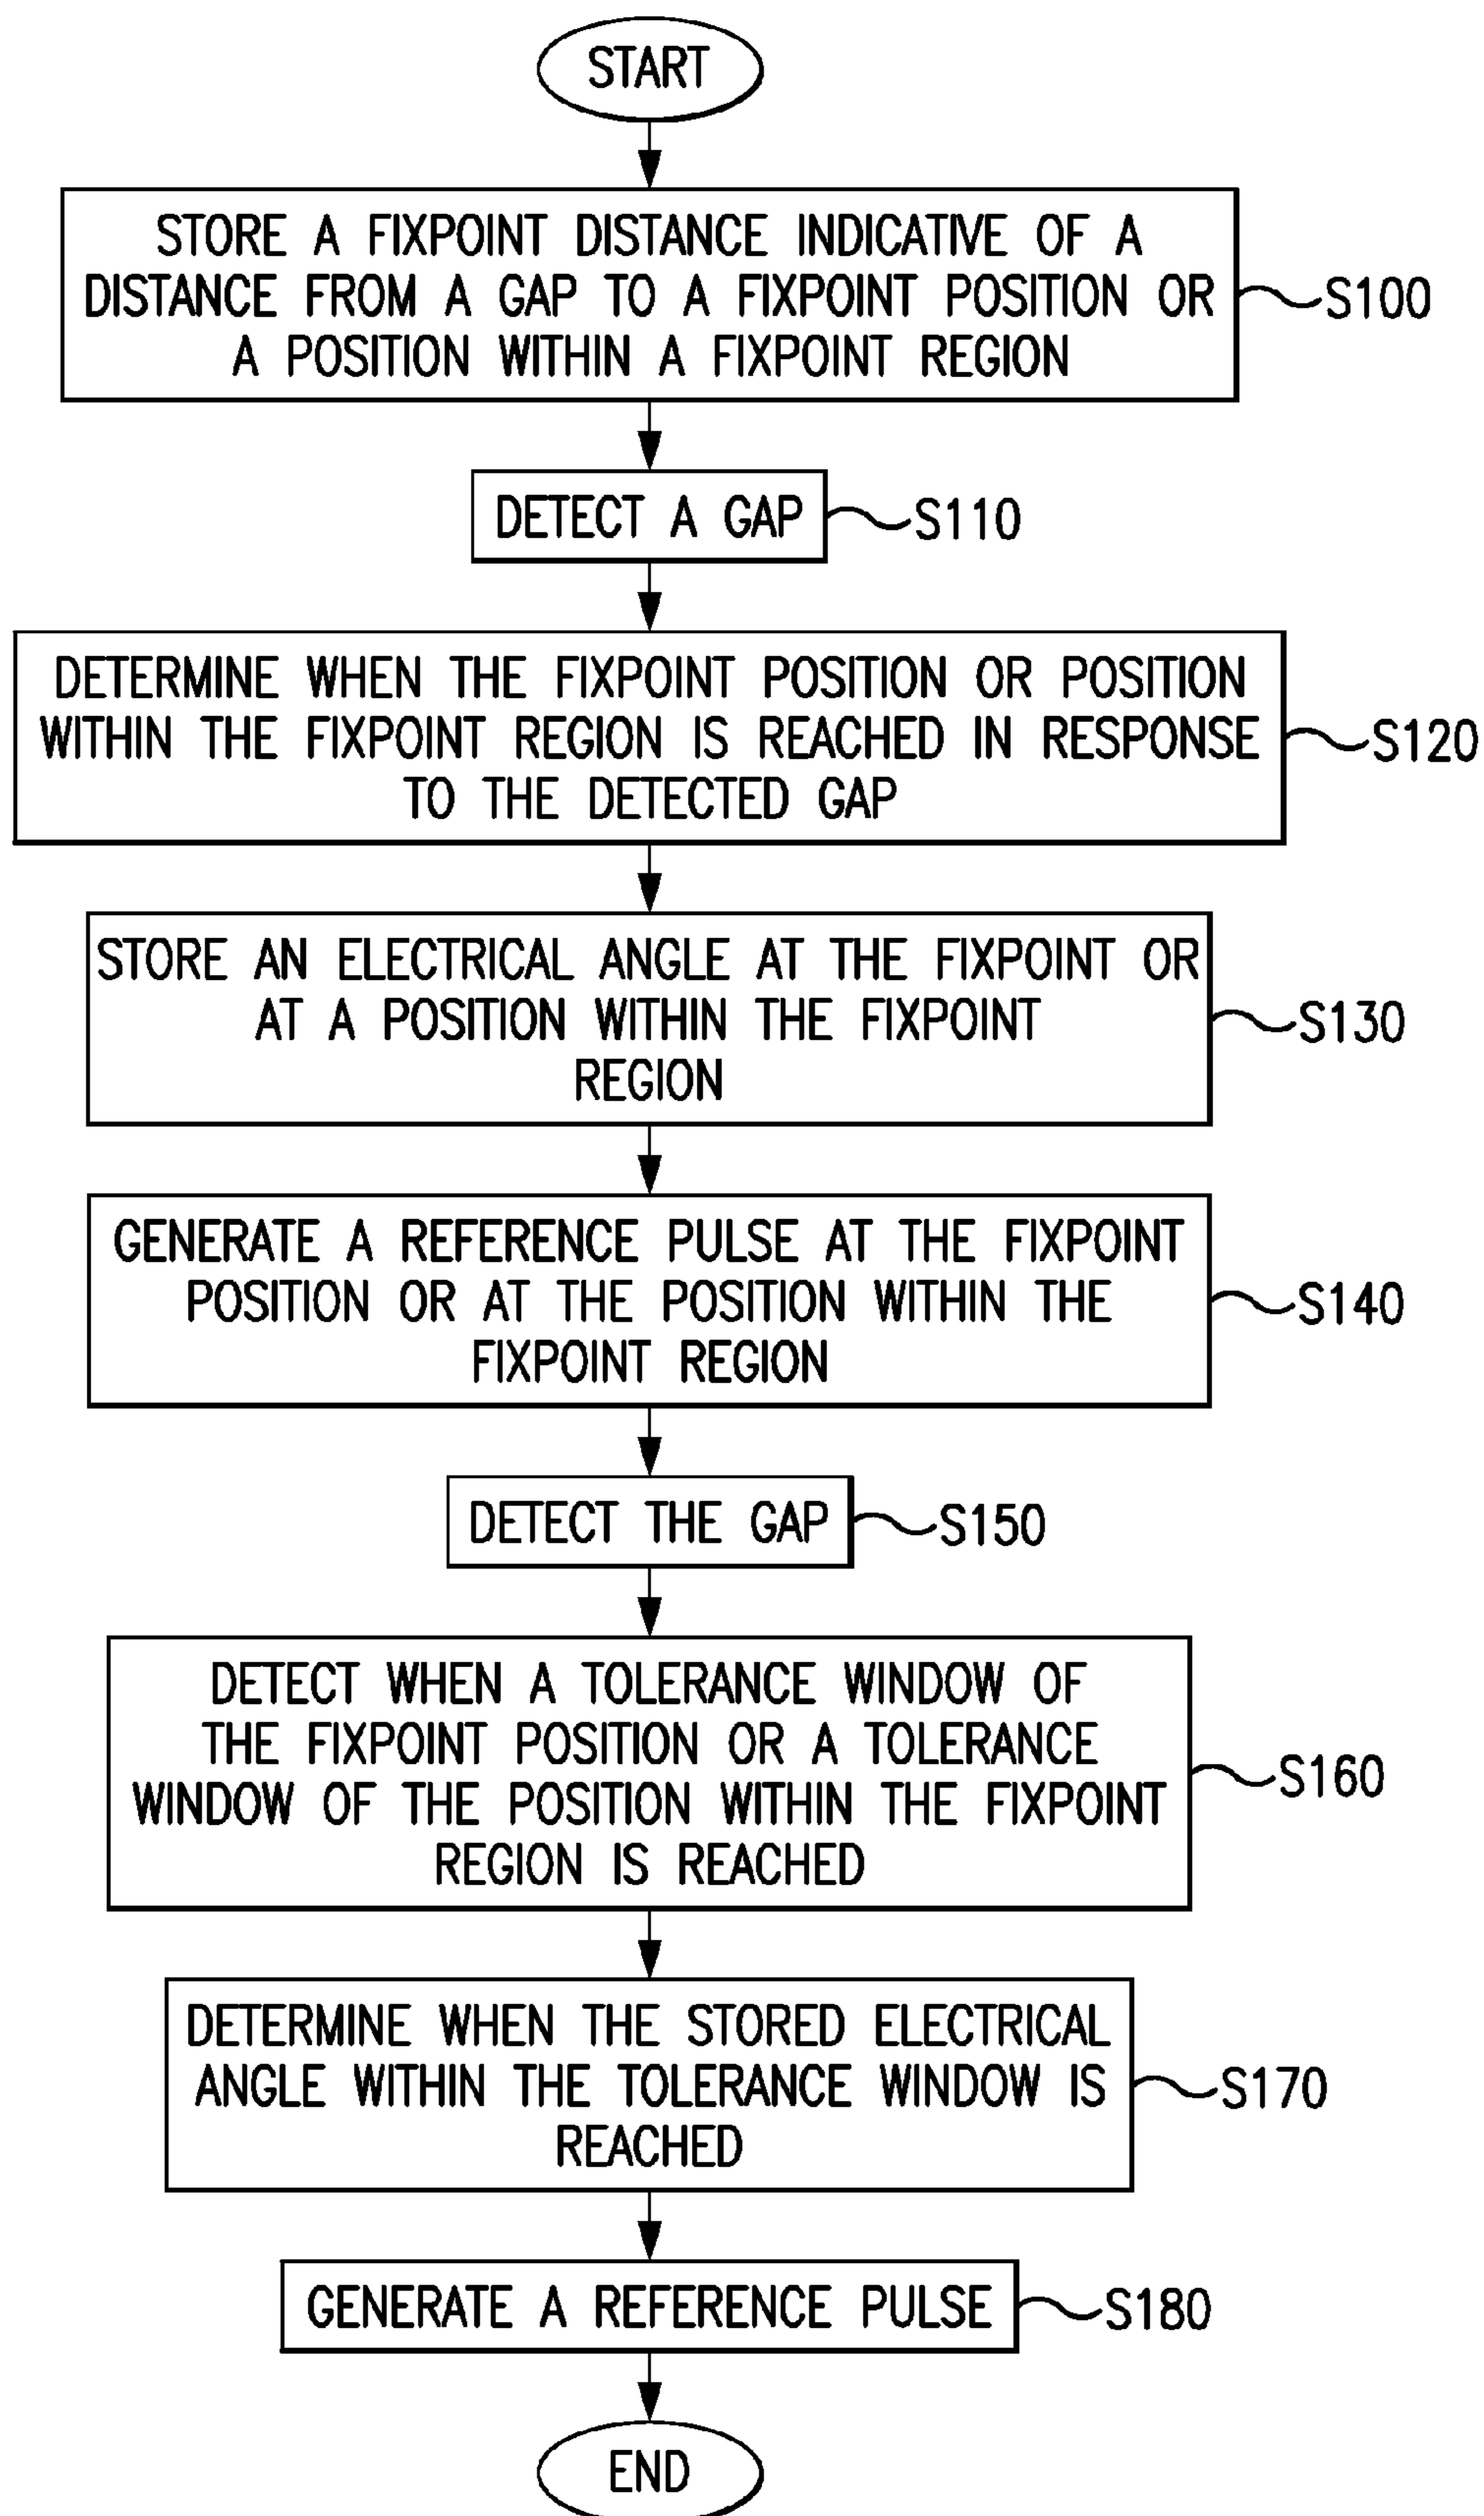 START
STORE A FIXPOINT DISTANCE INDICATIVE OF A
DISTANCE FROM A GAP TO A FIXPOINT POSITION OR
A POSITION WITHIN A FIXPOINT REGION
S100
DETECT A GAP
S110
DETERMINE WHEN THE FIXPOINT POSITION OR POSITION
WITHIN THE FIXPOINT REGION IS REACHED IN RESPONSE
TO THE DETECTED GAP
S120
STORE AN ELECTRICAL ANGLE AT THE FIXPOINT OR
AT A POSITION WITHIN THE FIXPOINT
REGION
S130
GENERATE A REFERENCE PULSE AT THE FIXPOINT
POSITION OR AT THE POSITION WITHIN THE
FIXPOINT REGION
S140
DETECT THE GAP
S150
DETECT WHEN A TOLERANCE WINDOW OF
THE FIXPOINT POSITION OR A TOLERANCE
WINDOW OF THE POSITION WITHIN THE FIXPOINT
REGION IS REACHED
S160
DETERMINE WHEN THE STORED ELECTRICAL
ANGLE WITHIN THE TOLERANCE WINDOW IS
REACHED
S170
GENERATE A REFERENCE PULSE
S180
END